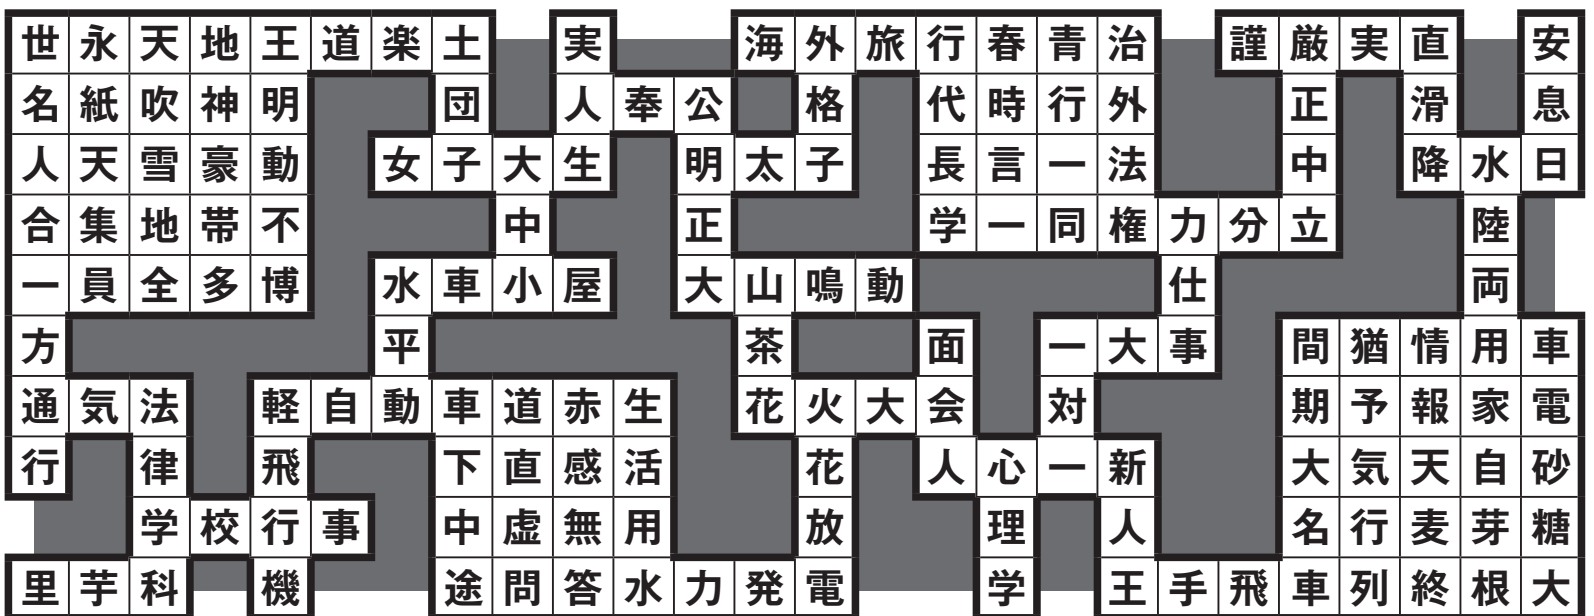 世永天地王道楽土 実 海外旅行春青治 謹厳実直 安
名紙吹神明 団 人奉公 格 代時行外 正 滑 息
人天雪豪動 女子大生 明太子 長言一法 中 降水日
合集地帯不 中 正 学一同権力分立 陸
一員全多博 水車小屋 大山鳴動 仕 両
方 平 茶 面 一大事 間猶情用車
通気法 軽自動車道赤生 花火大会 対 期予報家電
行 律 飛 下直感活 花 人心一新 大気天自砂
学校行事 中虚無用 放 理 人 名行麦芽糖
里芋科 機 途問答水力発電 学 王手飛車列終根大